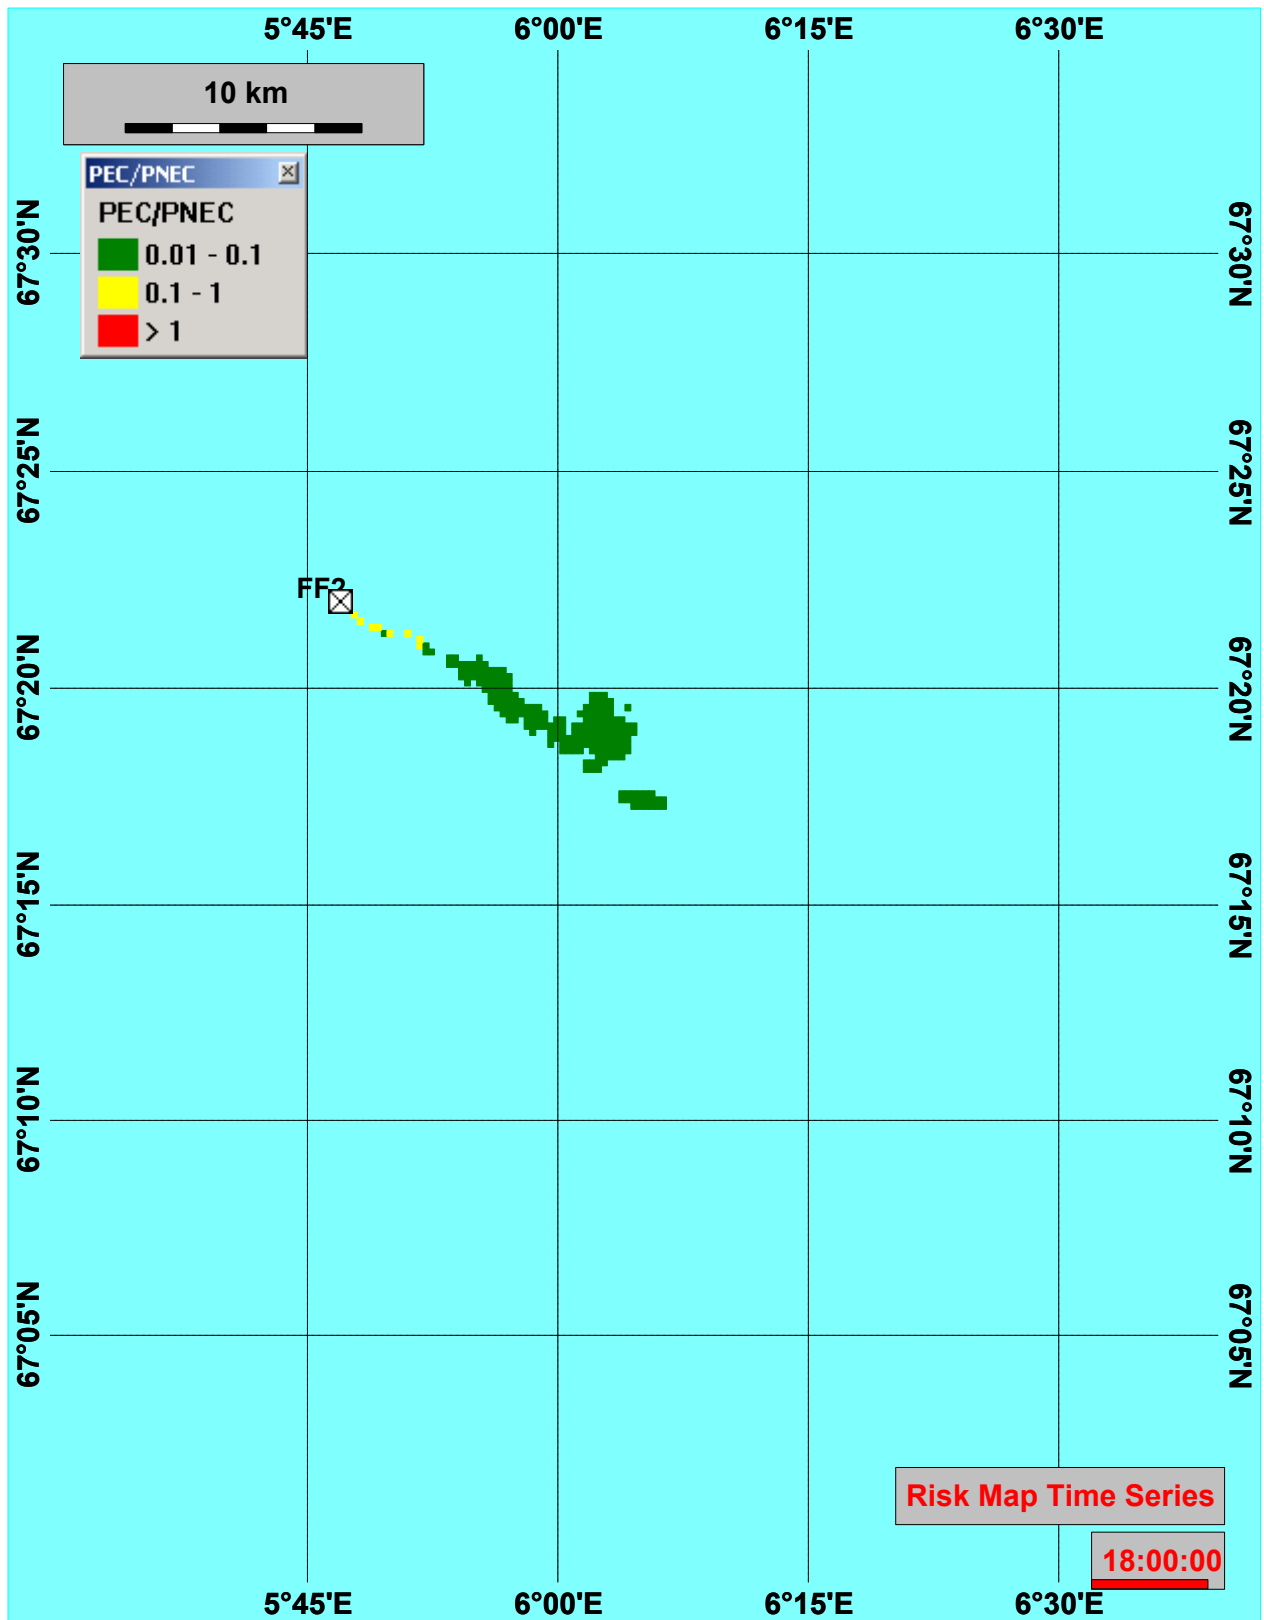 5°45'E 6°00'E 6°15'E 6°30'E
10 km
PEC/PNEC
PEC/PNEC
0.01 - 0.1
0.1 - 1
> 1
67°30'N 67°30'N
67°25'N 67°25'N
FF2
67°20'N 67°20'N
67°15'N 67°15'N
67°10'N 67°10'N
67°05'N 67°05'N
Risk Map Time Series
18:00:00
5°45'E 6°00'E 6°15'E 6°30'E